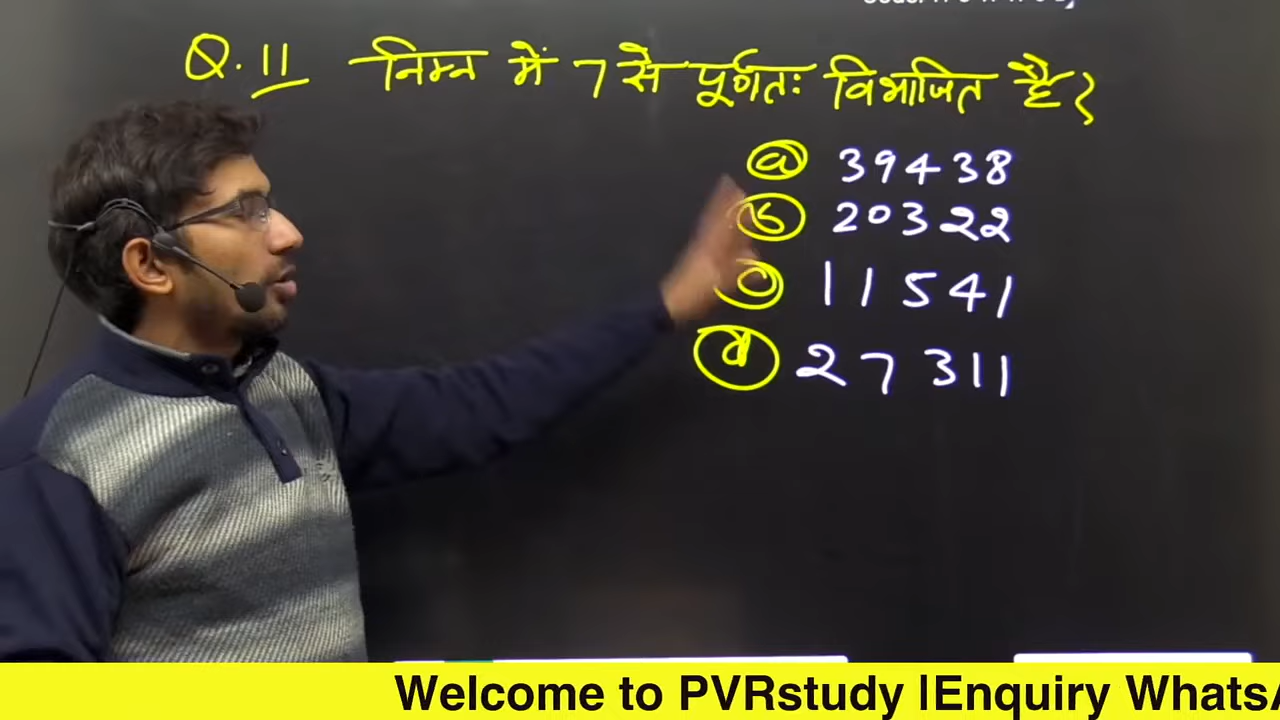 Q.11 निम्न में 7 से पूर्णतः विभाजित है?
(a) 39438
(b) 20322
(c) 11541
(d) 27311
Welcome to PVRstudy |Enquiry Whats